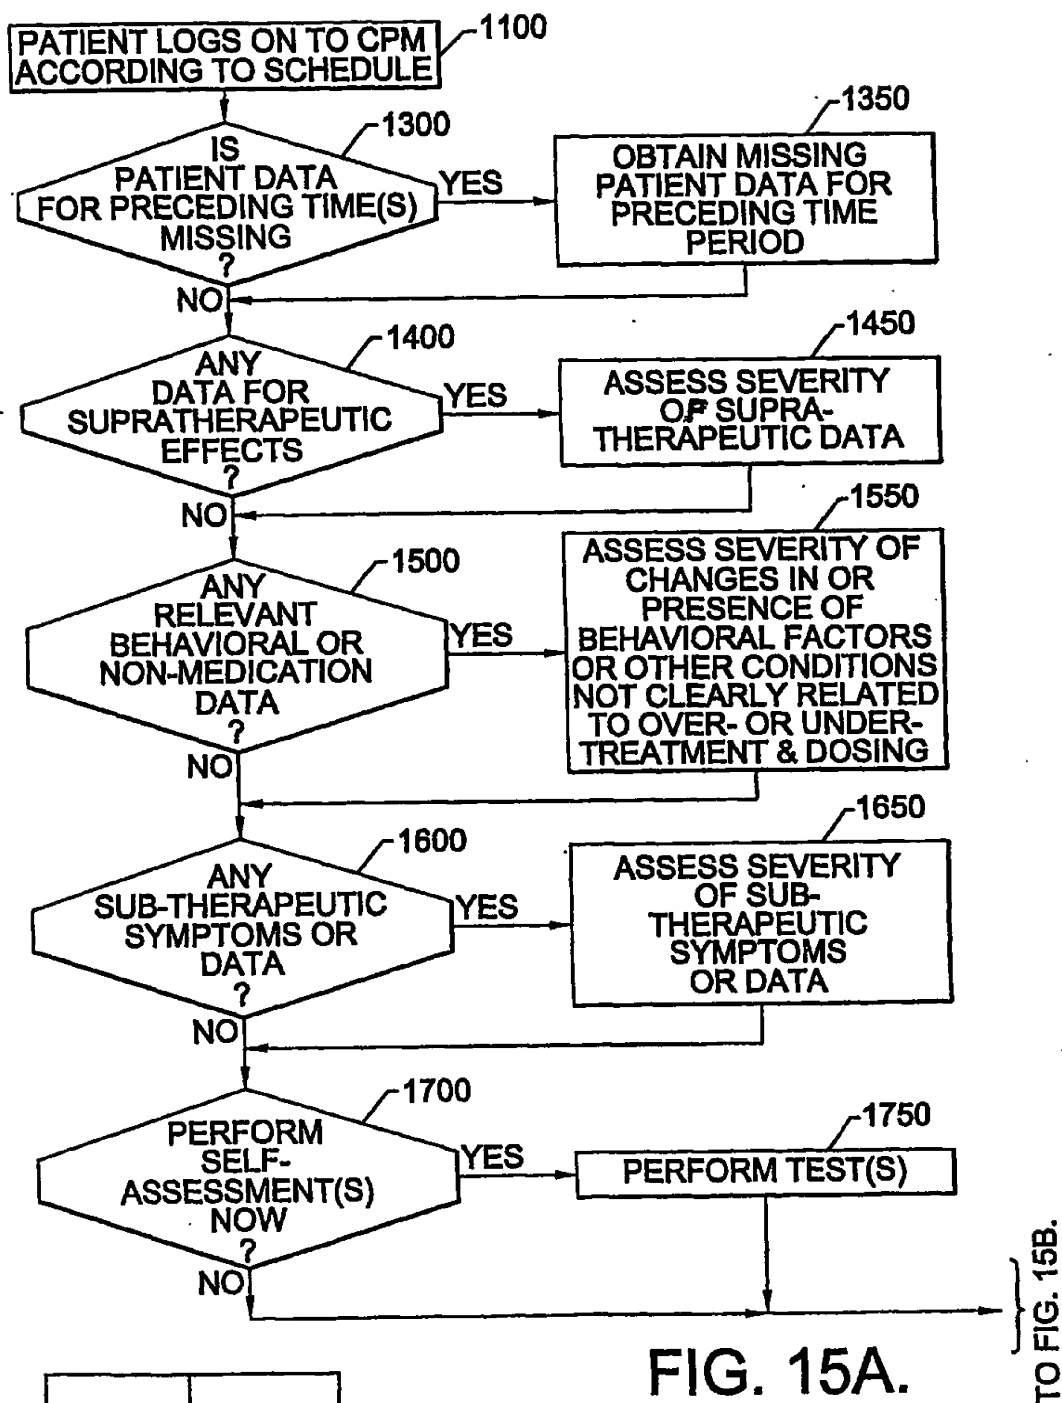 PATIENT LOGS ON TO CPM
ACCORDING TO SCHEDULE
1100
IS
PATIENT DATA
FOR PRECEDING TIME(S)
MISSING
?
1300
YES
NO
OBTAIN MISSING
PATIENT DATA FOR
PRECEDING TIME
PERIOD
1350
ANY
DATA FOR
SUPRATHERAPEUTIC
EFFECTS
?
1400
YES
NO
ASSESS SEVERITY
OF SUPRA-
THERAPEUTIC DATA
1450
ANY
RELEVANT
BEHAVIORAL OR
NON-MEDICATION
DATA
?
1500
YES
NO
ASSESS SEVERITY OF
CHANGES IN OR
PRESENCE OF
BEHAVIORAL FACTORS
OR OTHER CONDITIONS
NOT CLEARLY RELATED
TO OVER- OR UNDER-
TREATMENT & DOSING
1550
ANY
SUB-THERAPEUTIC
SYMPTOMS OR
DATA
?
1600
YES
NO
ASSESS SEVERITY
OF SUB-
THERAPEUTIC
SYMPTOMS
OR DATA
1650
PERFORM
SELF-
ASSESSMENT(S)
NOW
?
1700
YES
NO
PERFORM TEST(S)
1750
TO FIG. 15B.
FIG. 15A.